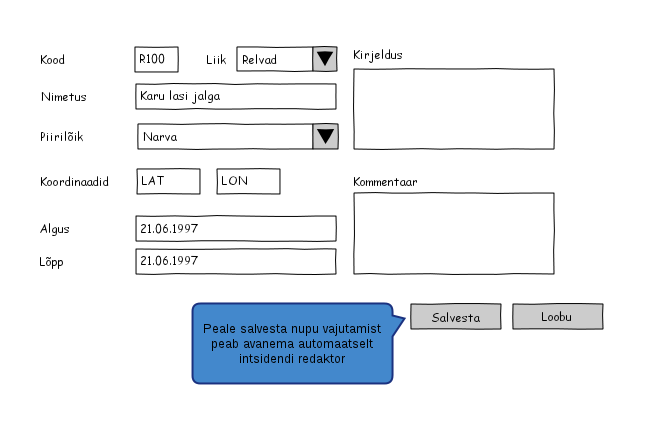 Kood R100 Liik Relvad
Kirjeldus
Nimetus Karu lasi jalga
Piirilõik Narva
Koordinaadid LAT LON
Kommentaar
Algus 21.06.1997
Lõpp 21.06.1997
Salvesta Loobu
Peale salvesta nupu vajutamist
peab avanema automaatselt
intsidendi redaktor